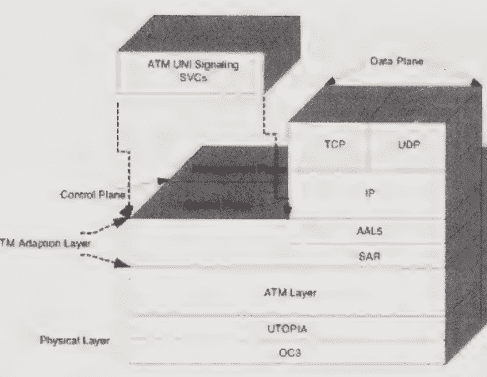 ATM UNI Signaling
SVCs
Data Plane
TCP
UDP
Control Plane
IP
TM Adaption Layer
AAL5
SAR
ATM Layer
UTOPIA
Physical Layer
OC3